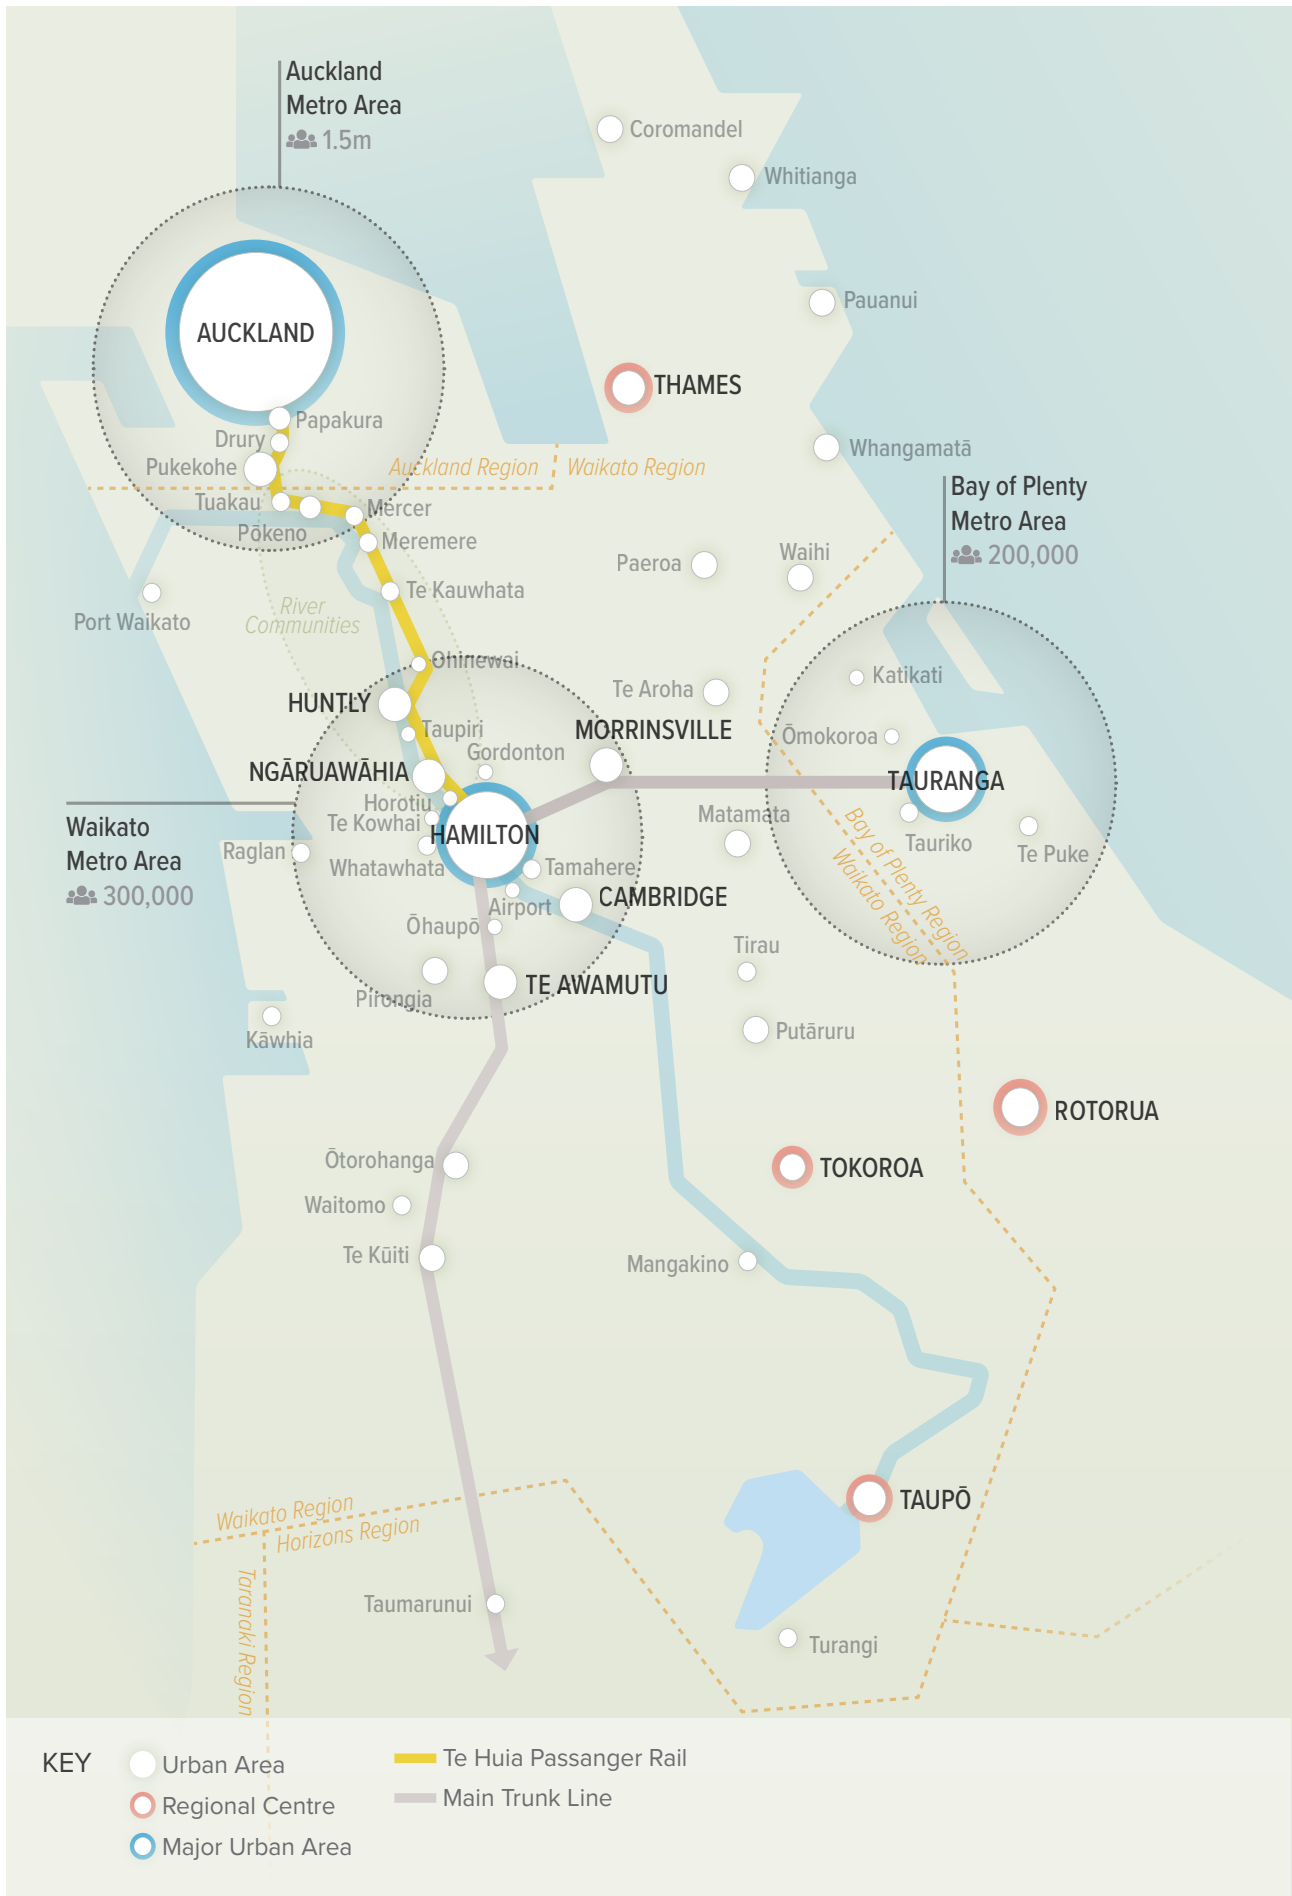 Auckland
Metro Area
1.5m
Coromandel
Whitianga
Pauanui
AUCKLAND
THAMES
Papakura
Drury
Pukekohe
Auckland Region
Waikato Region
Whangamatā
Bay of Plenty
Metro Area
200,000
Tuakau
Mercer
Pōkeno
Meremere
Paeroa
Waihi
Te Kauwhata
Port Waikato
River
Communities
Ohinewai
Katikati
Te Aroha
HUNTLY
Taupiri
MORRINSVILLE
Ōmokoroa
Gordonton
NGĀRUAWĀHIA
TAURANGA
Horotiu
Te Kowhai
HAMILTON
Matamata
Waikato
Metro Area
300,000
Raglan
Whatawhata
Tamahere
Tauriko
Te Puke
Bay of Plenty Region
Waikato Region
Airport
CAMBRIDGE
Ōhaupō
Tirau
Pirongia
TE AWAMUTU
Kāwhia
Putāruru
ROTORUA
Ōtorohanga
TOKOROA
Waitomo
Te Kūiti
Mangakino
TAUPŌ
Waikato Region
Horizons Region
Taranaki Region
Taumarunui
Turangi
KEY
Urban Area
Regional Centre
Major Urban Area
Te Huia Passanger Rail
Main Trunk Line